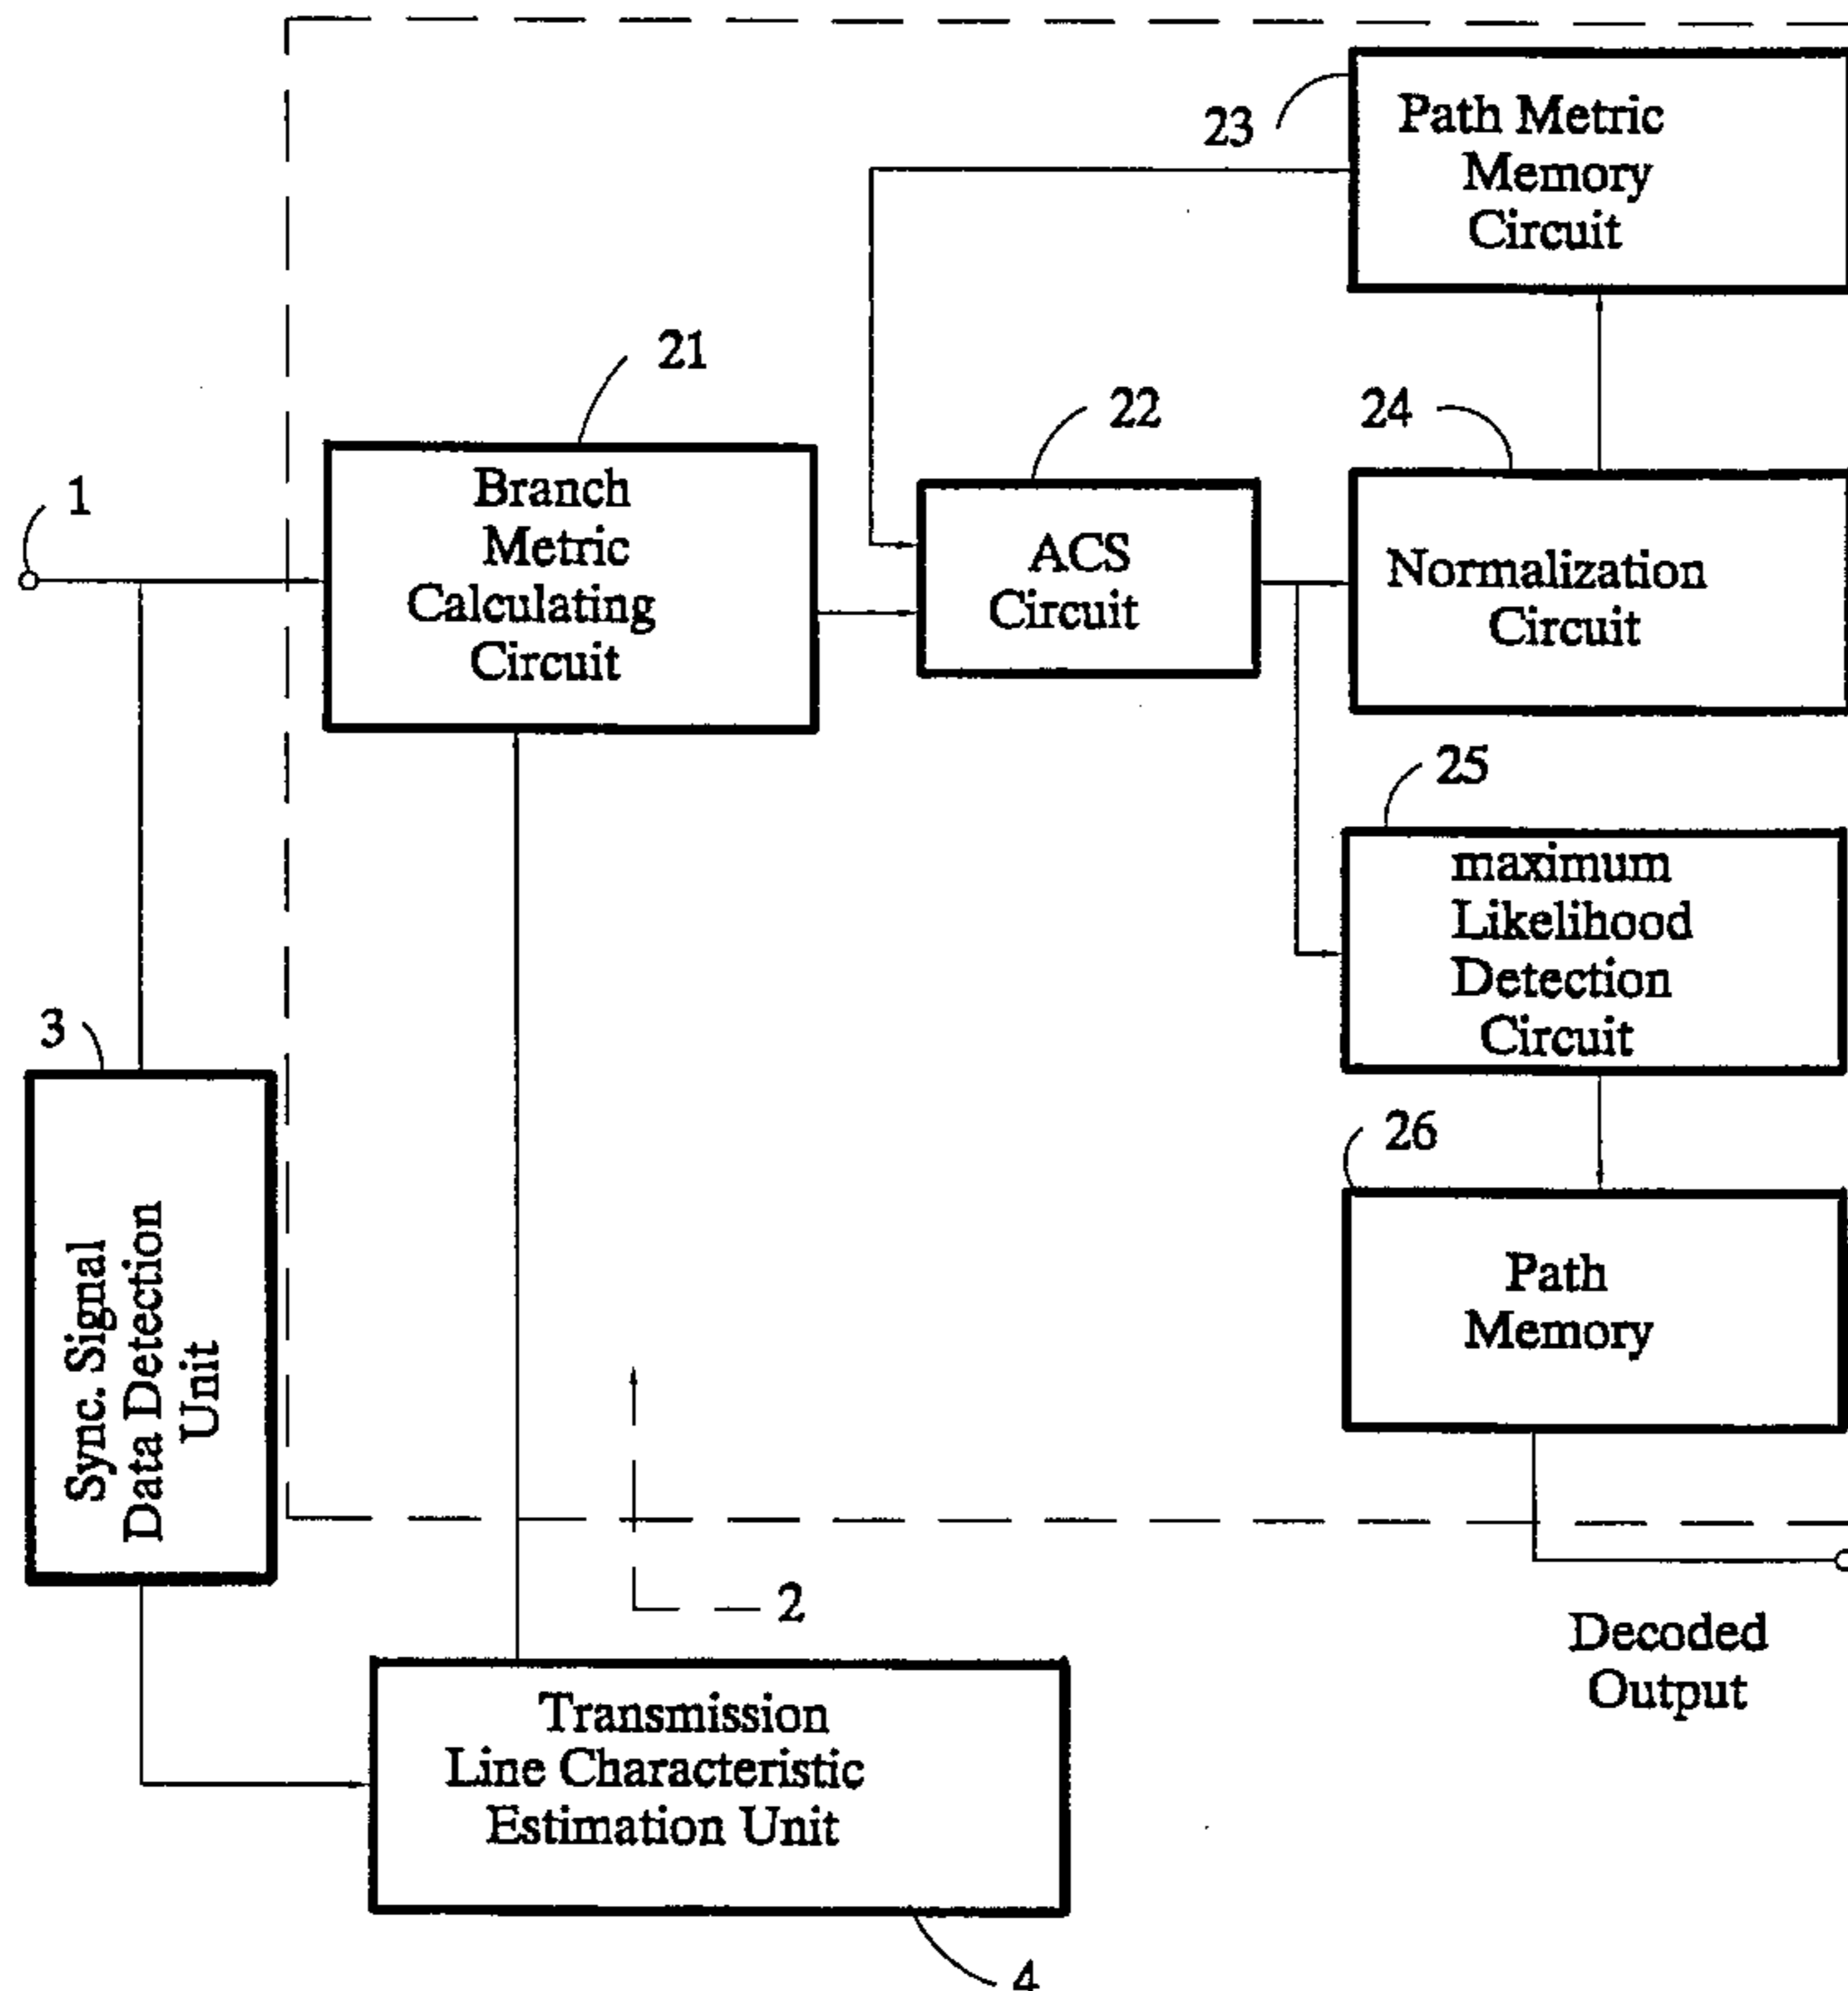 23
Path Metric
Memory
Circuit
21
22
24
1
Branch
Metric
Calculating
Circuit
ACS
Circuit
Normalization
Circuit
25
maximum
Likelihood
Detection
Circuit
3
26
Sync. Signal
Data Detection
Unit
Path
Memory
2
Decoded
Output
Transmission
Line Characteristic
Estimation Unit
4